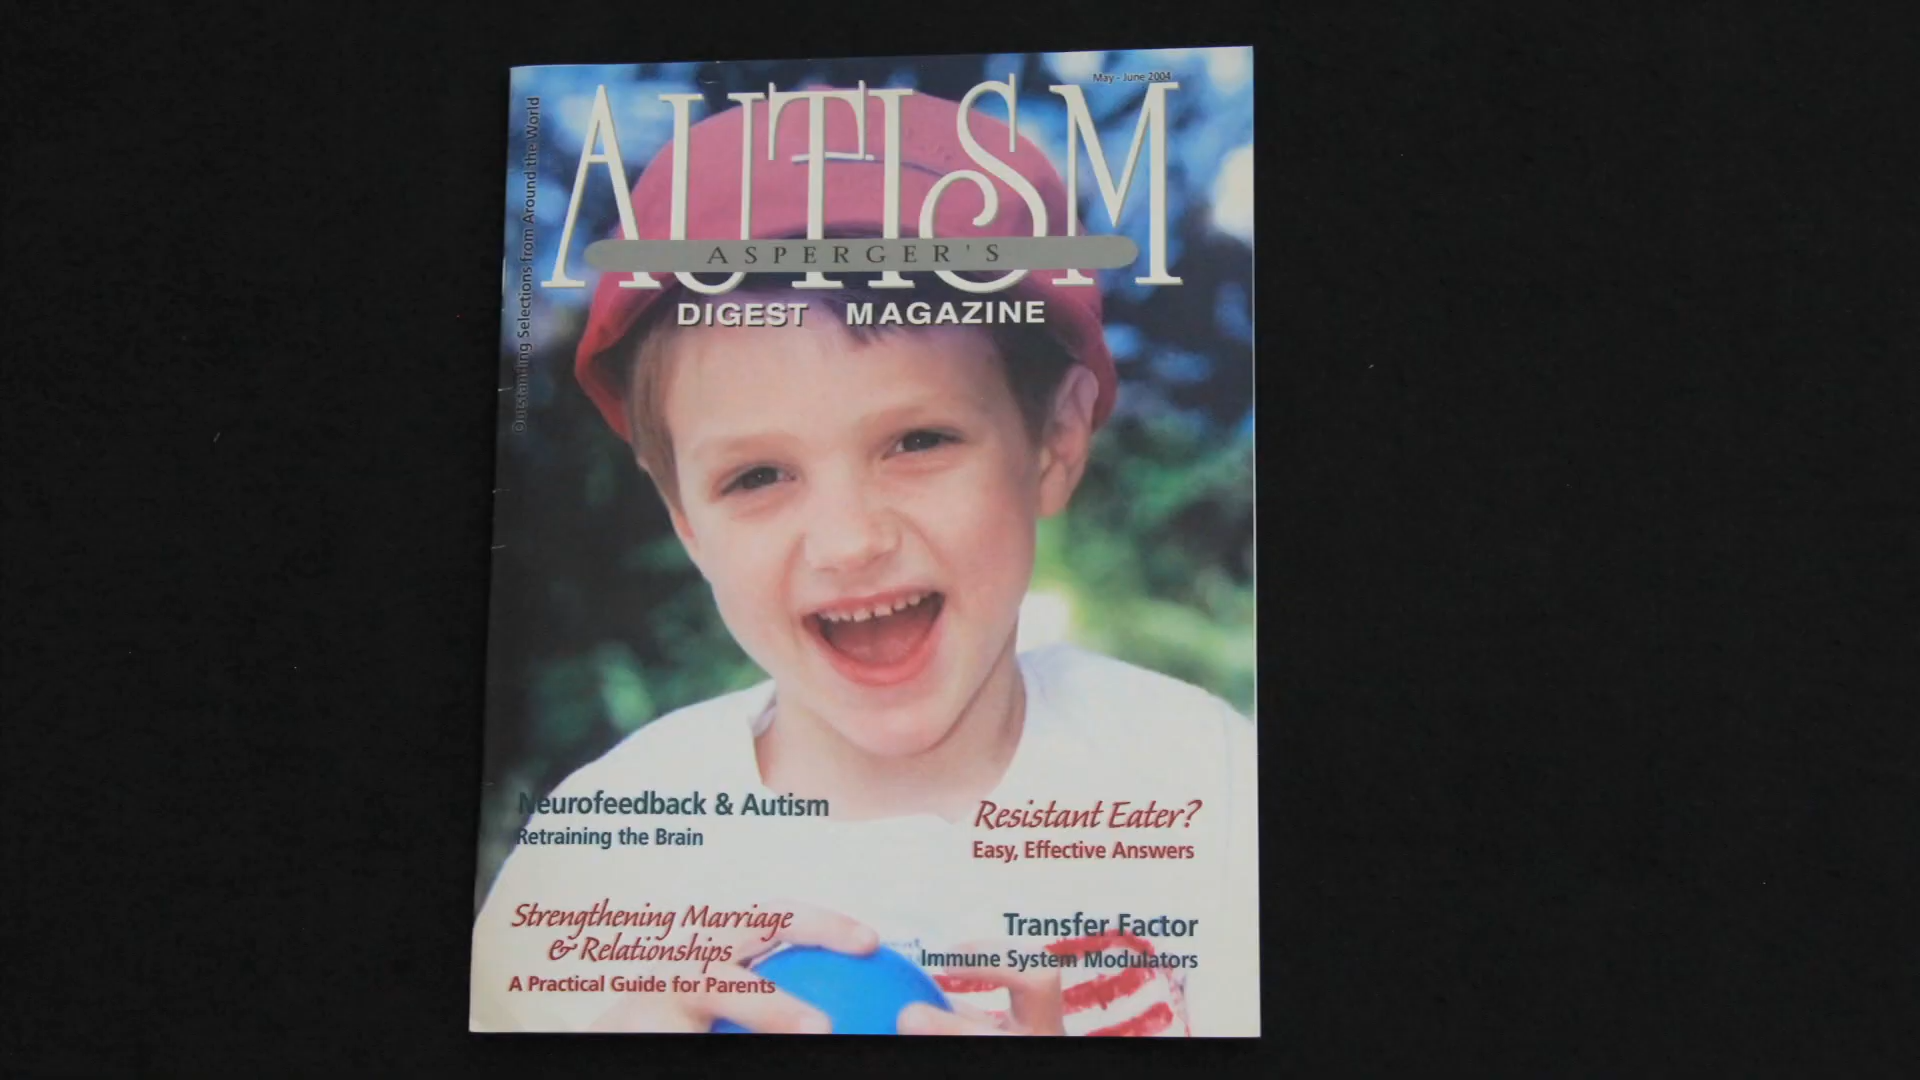 May - June 2004
AUTISM
ASPERGER'S
DIGEST MAGAZINE
Outstanding Selections from Around the World
Neurofeedback & Autism
Retraining the Brain
Resistant Eater?
Easy, Effective Answers
Strengthening Marriage
& Relationships
A Practical Guide for Parents
Transfer Factor
Immune System Modulators